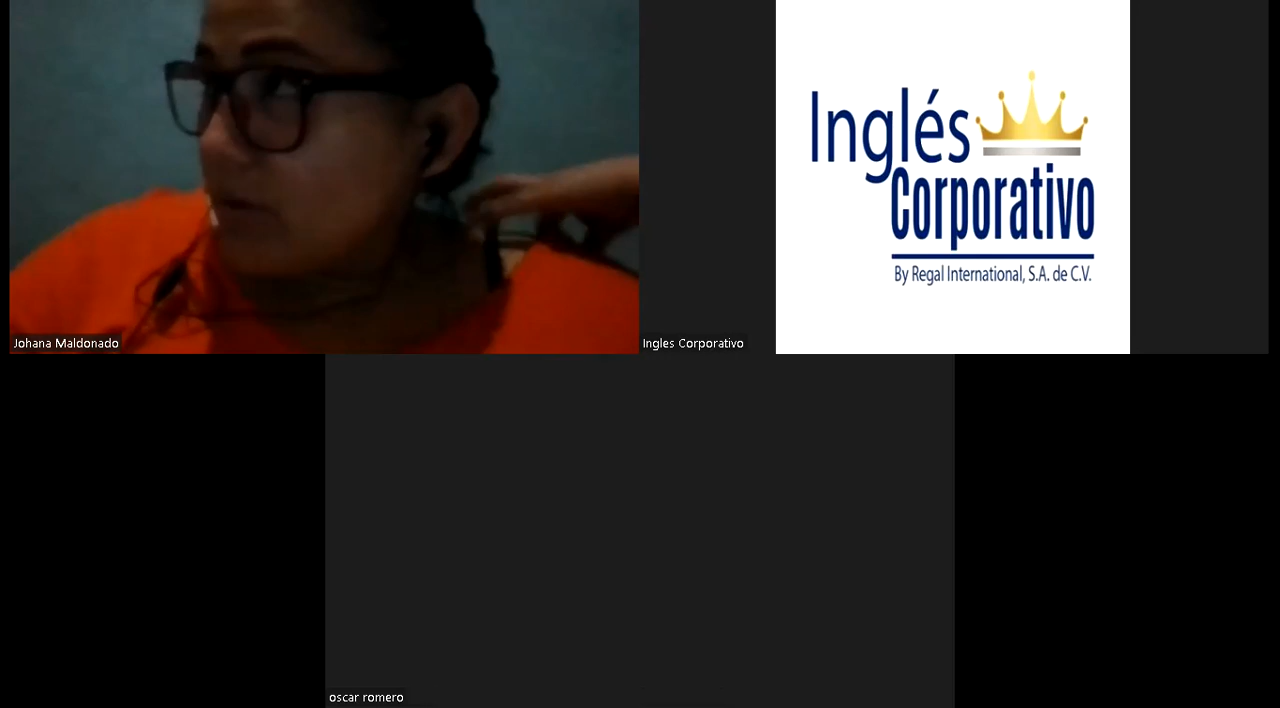 Inglés
Corporativo
By Regal International, S.A. de C.V.
Johana Maldonado
Ingles Corporativo
oscar romero